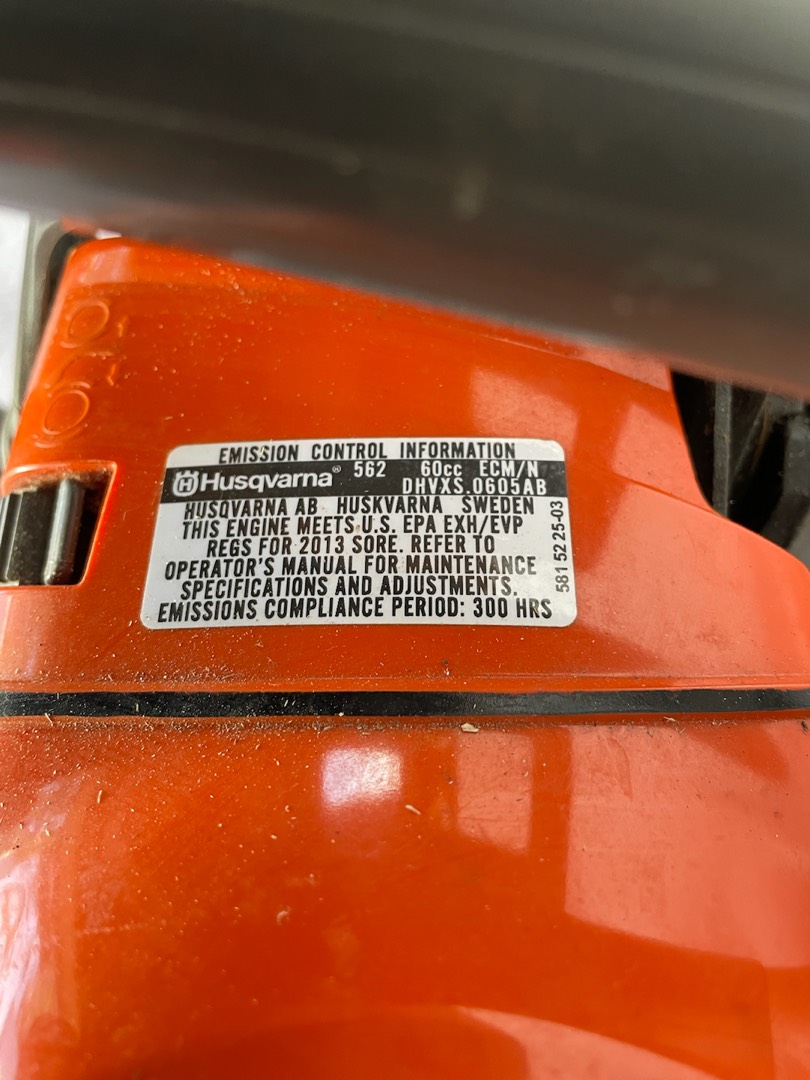 EMISSION CONTROL INFORMATION
Husqvarna® 562 60cc ECM/N
DHVXS.0605AB
HUSQVARNA AB HUSKVARNA SWEDEN
THIS ENGINE MEETS U.S. EPA EXH/EVP
REGS FOR 2013 SORE. REFER TO
OPERATOR'S MANUAL FOR MAINTENANCE
SPECIFICATIONS AND ADJUSTMENTS.
EMISSIONS COMPLIANCE PERIOD: 300 HRS
581 52 25-03